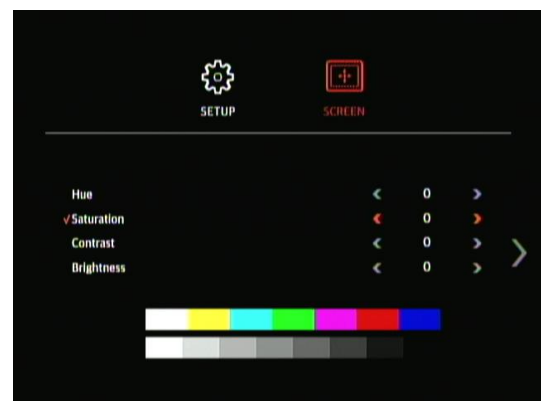 SETUP SCREEN
Hue < 0 >
√Saturation < 0 >
Contrast < 0 >
Brightness < 0 >